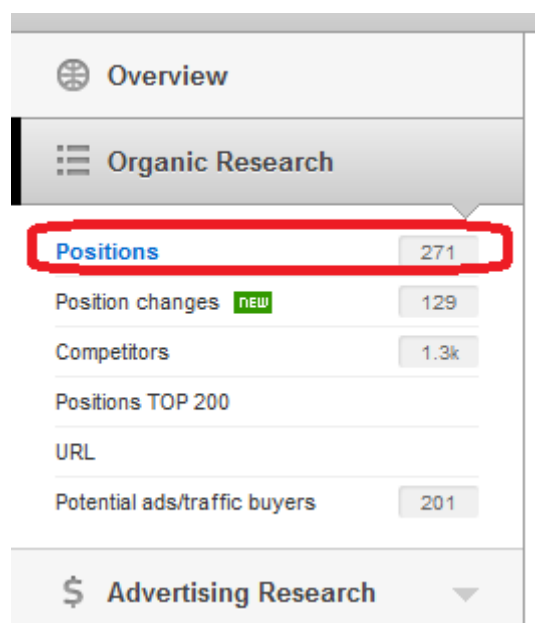 Overview
Organic Research
Positions 271
Position changes new 129
Competitors 1.3k
Positions TOP 200
URL
Potential ads/traffic buyers 201
$ Advertising Research